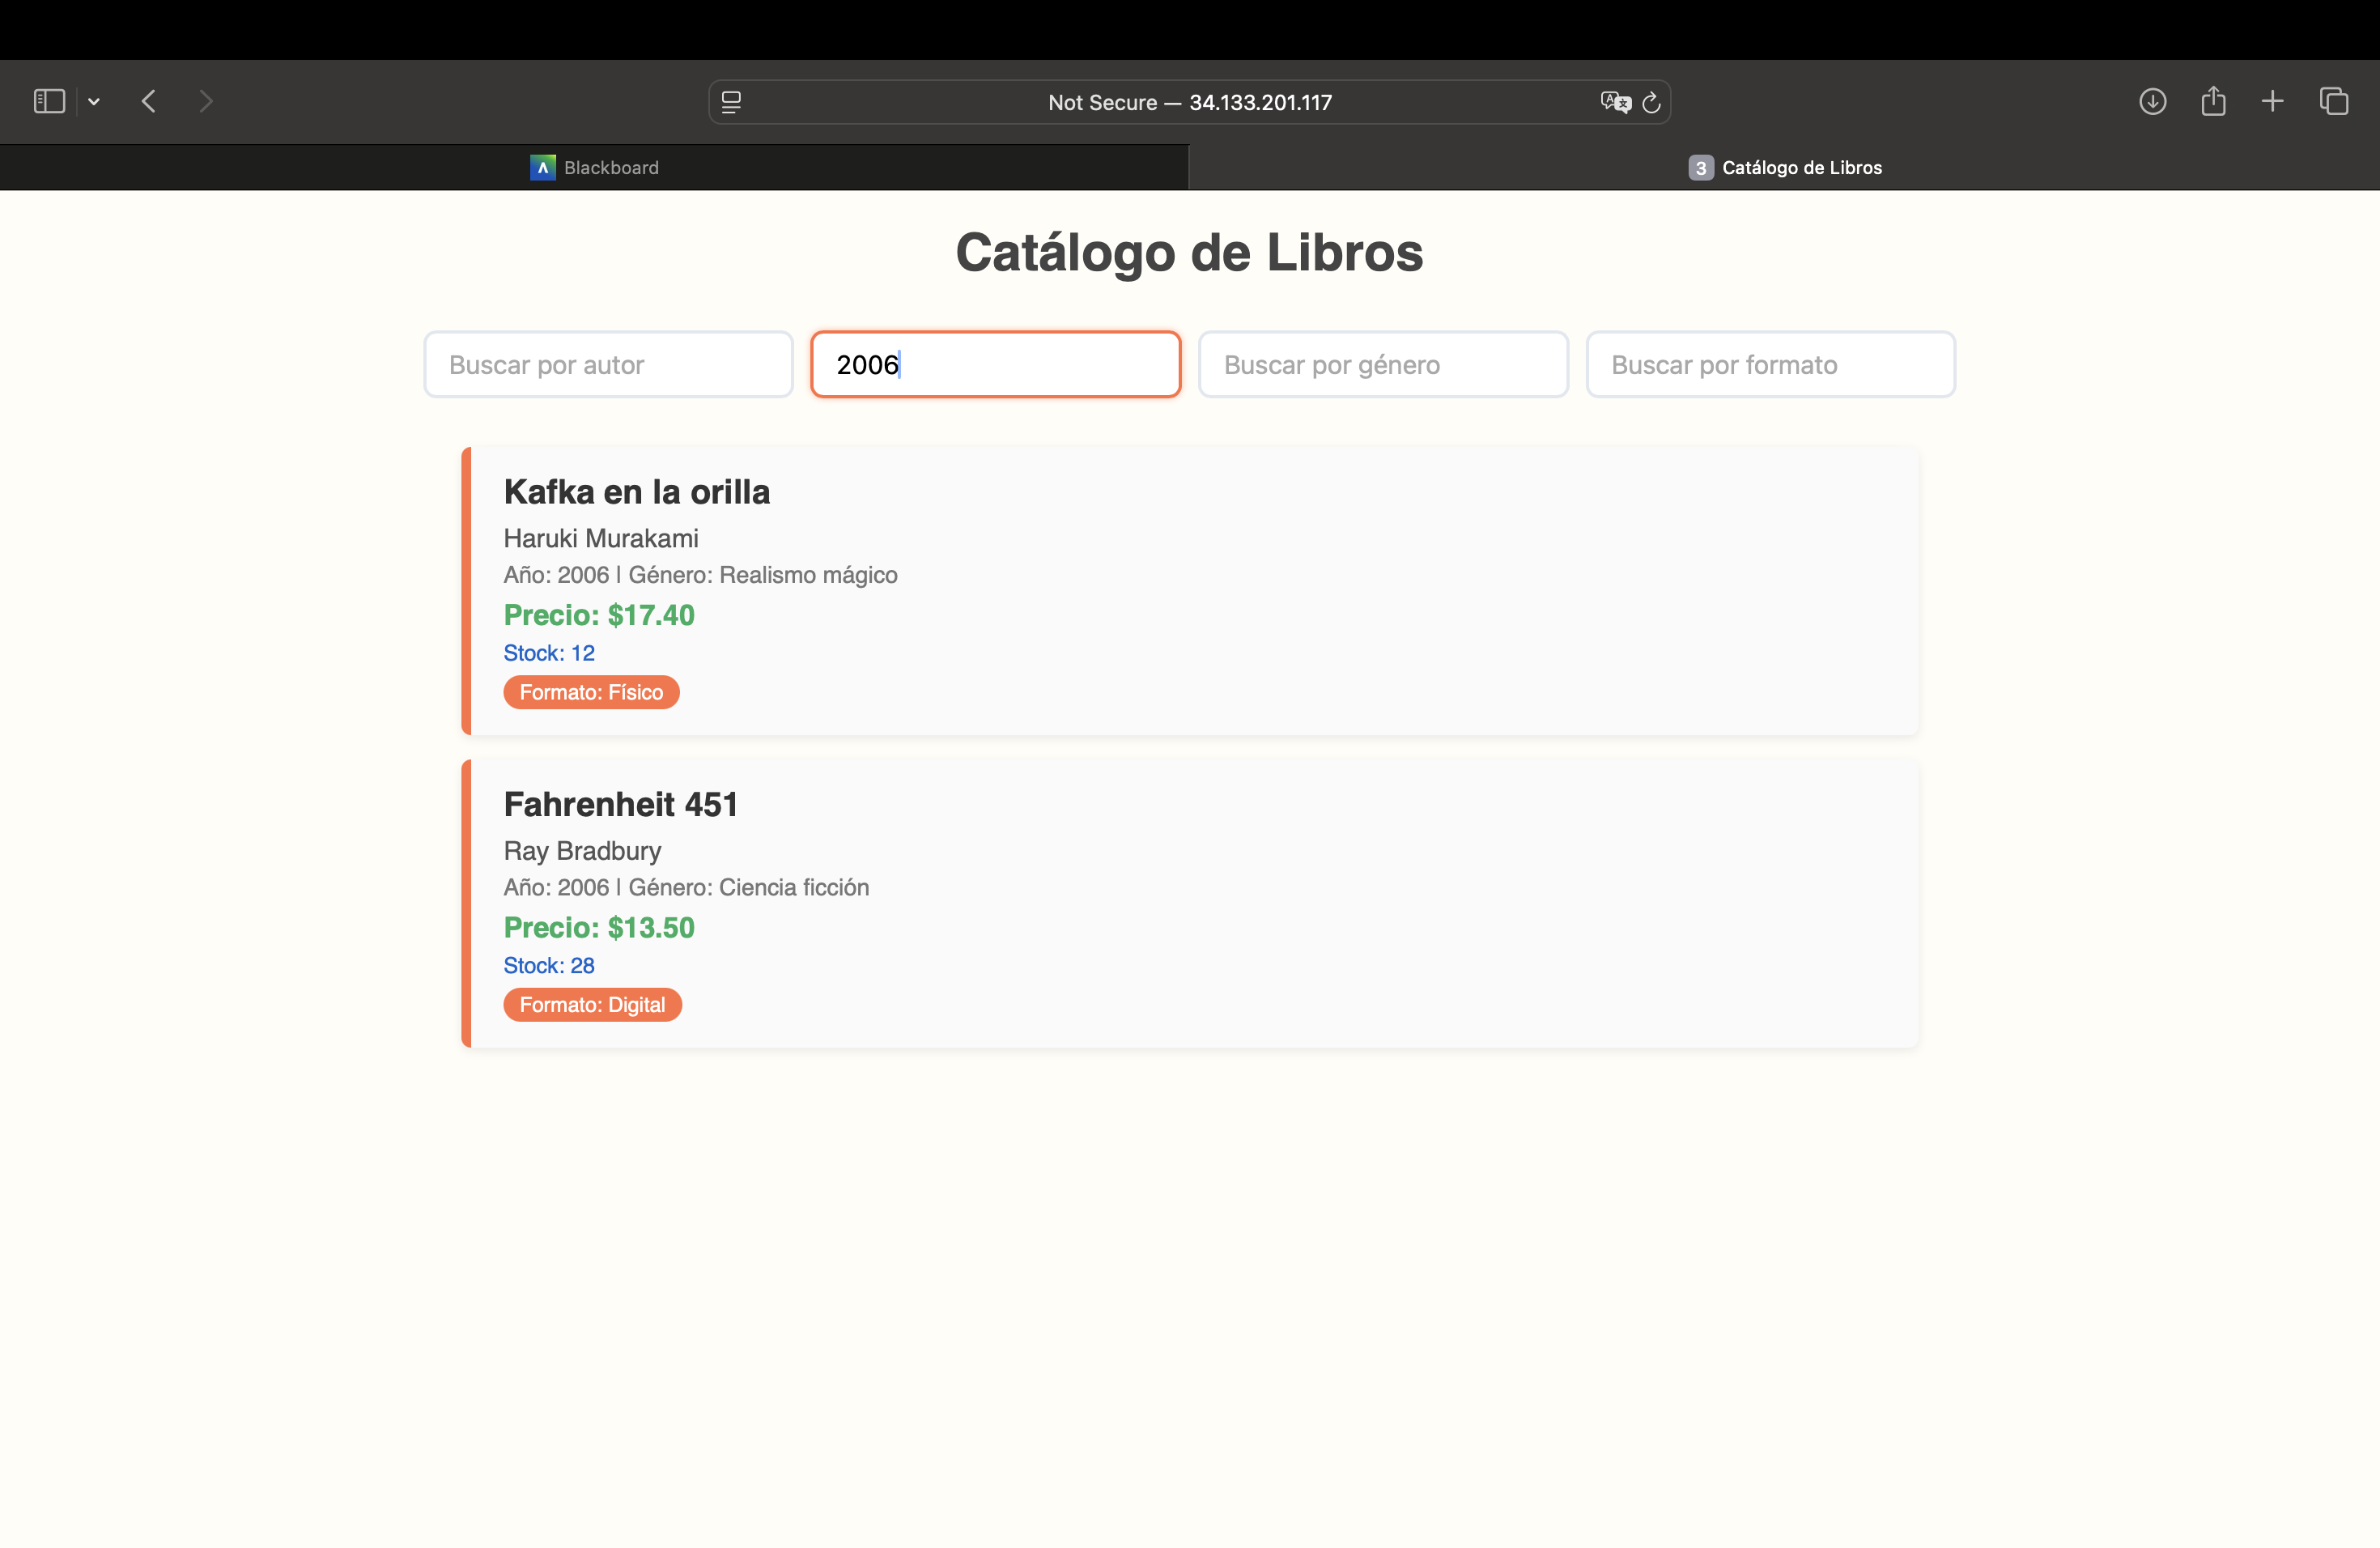 Not Secure — 34.133.201.117
Blackboard
3 Catálogo de Libros
Catálogo de Libros
Buscar por autor
2006
Buscar por género
Buscar por formato
Kafka en la orilla
Haruki Murakami
Año: 2006 | Género: Realismo mágico
Precio: $17.40
Stock: 12
Formato: Físico
Fahrenheit 451
Ray Bradbury
Año: 2006 | Género: Ciencia ficción
Precio: $13.50
Stock: 28
Formato: Digital